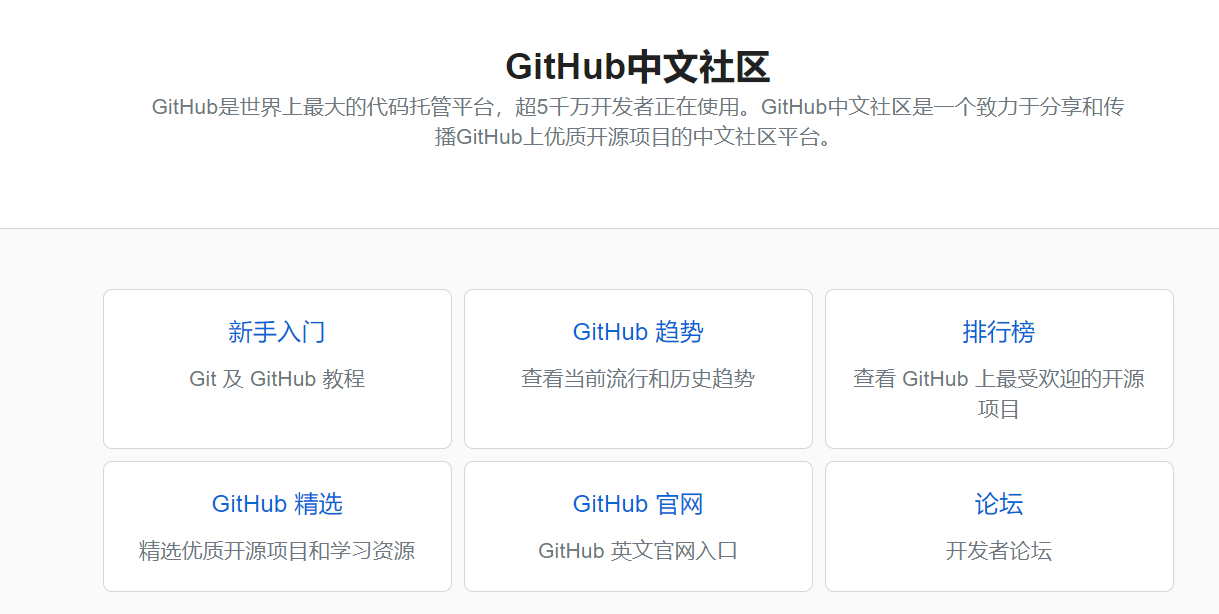 GitHub中文社区
GitHub是世界上最大的代码托管平台，超5千万开发者正在使用。GitHub中文社区是一个致力于分享和传
播GitHub上优质开源项目的中文社区平台。
新手入门
Git 及 GitHub 教程
GitHub 趋势
查看当前流行和历史趋势
排行榜
查看 GitHub 上最受欢迎的开源
项目
GitHub 精选
精选优质开源项目和学习资源
GitHub 官网
GitHub 英文官网入口
论坛
开发者论坛